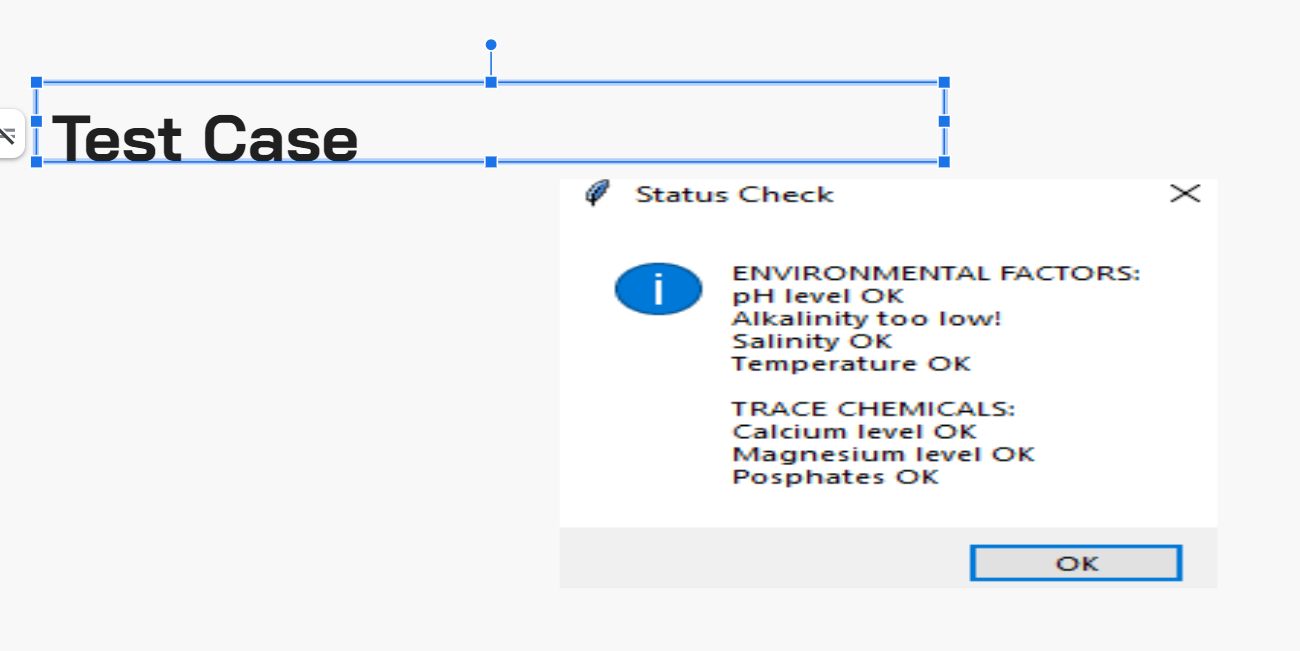 Test Case
Status Check
ENVIRONMENTAL FACTORS:
pH level OK
Alkalinity too low!
Salinity OK
Temperature OK
TRACE CHEMICALS:
Calcium level OK
Magnesium level OK
Posphates OK
OK